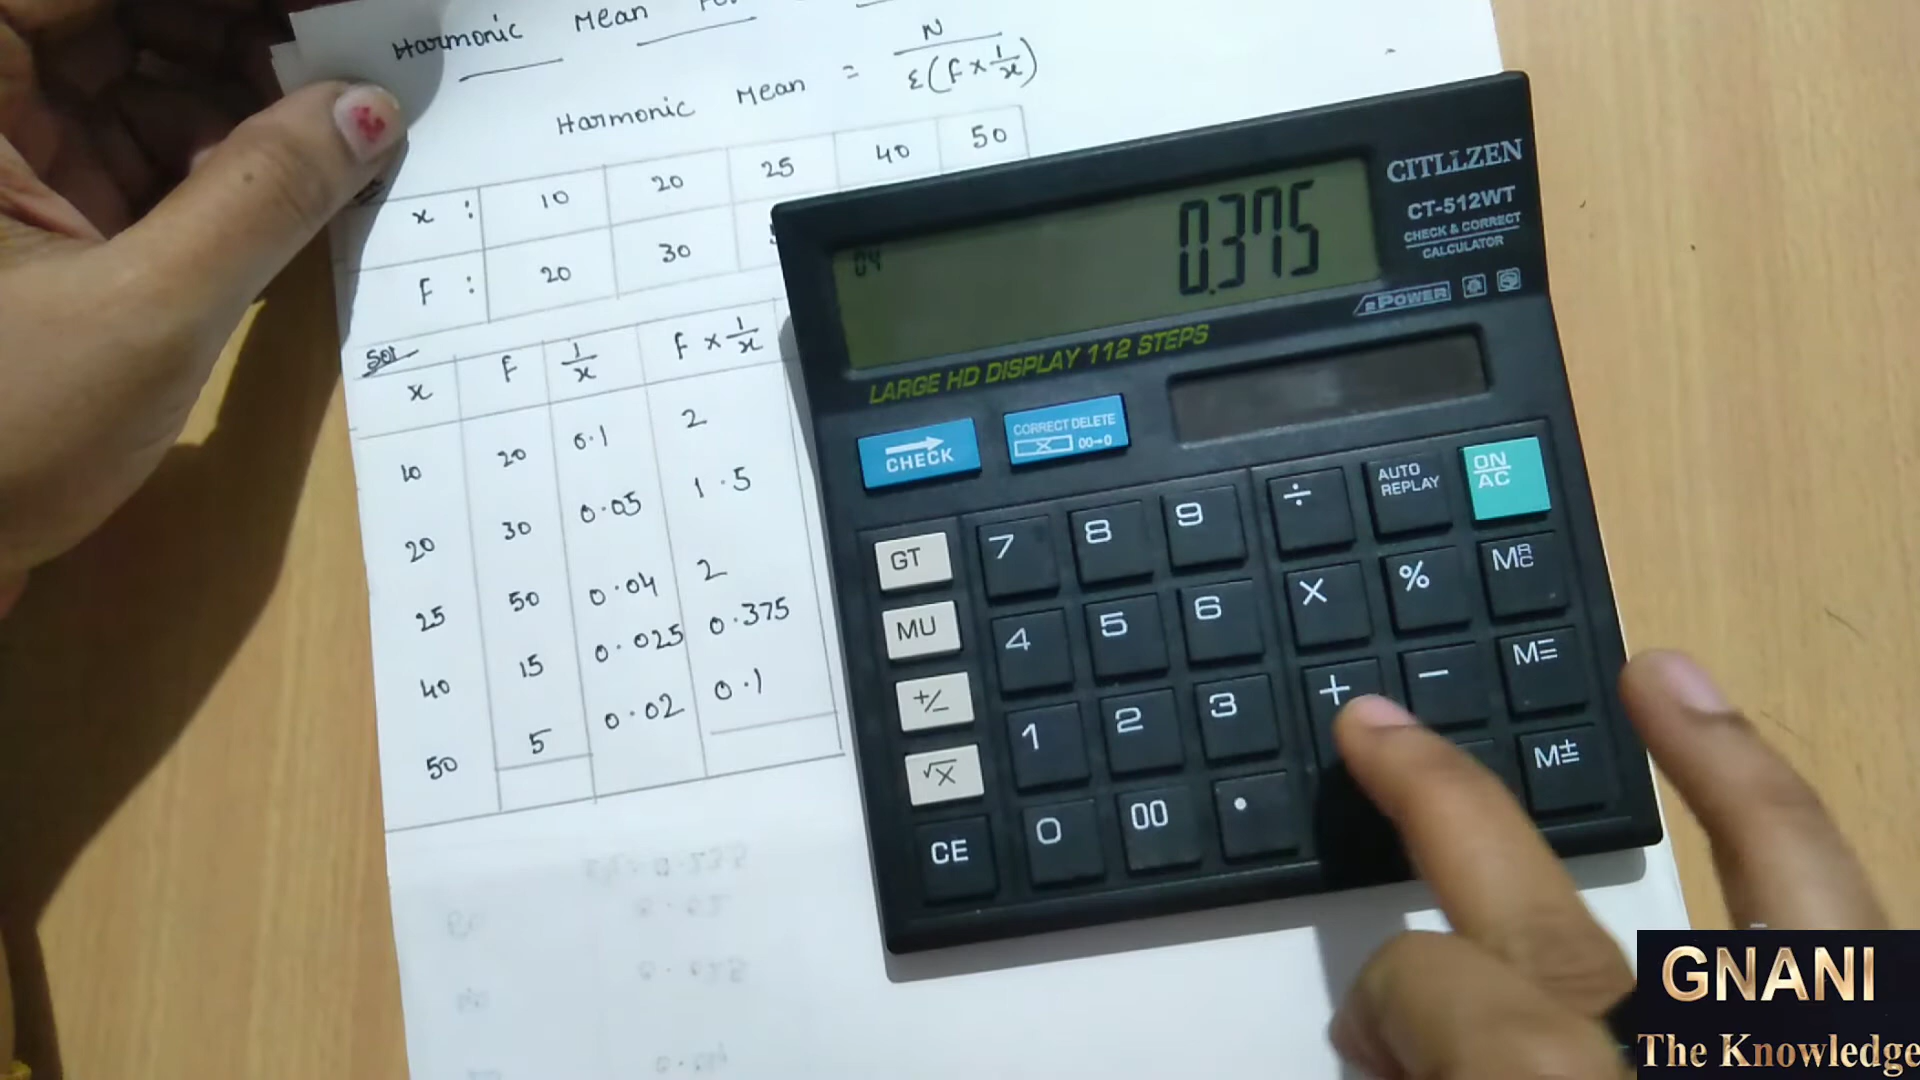 Harmonic Mean
Harmonic Mean = N
Σ(F × 1/x)
x : 10 20 25 40 50
F : 20 30
Sol
x F 1/x F × 1/x
10 20 0.1 2
20 30 0.05 1.5
25 50 0.04 2
40 15 0.025 0.375
50 5 0.02 0.1
CITLLZEN
CT-512WT
CHECK & CORRECT
CALCULATOR
04 0.375
POWER
LARGE HD DISPLAY 112 STEPS
CHECK
CORRECT DELETE
00→0
AUTO REPLAY
ON/AC
GT 7 8 9 ÷
MU 4 5 6 × % MRC
+/- 1 2 3 + − M=
√X M±
CE 0 00 .
GNANI
The Knowledge